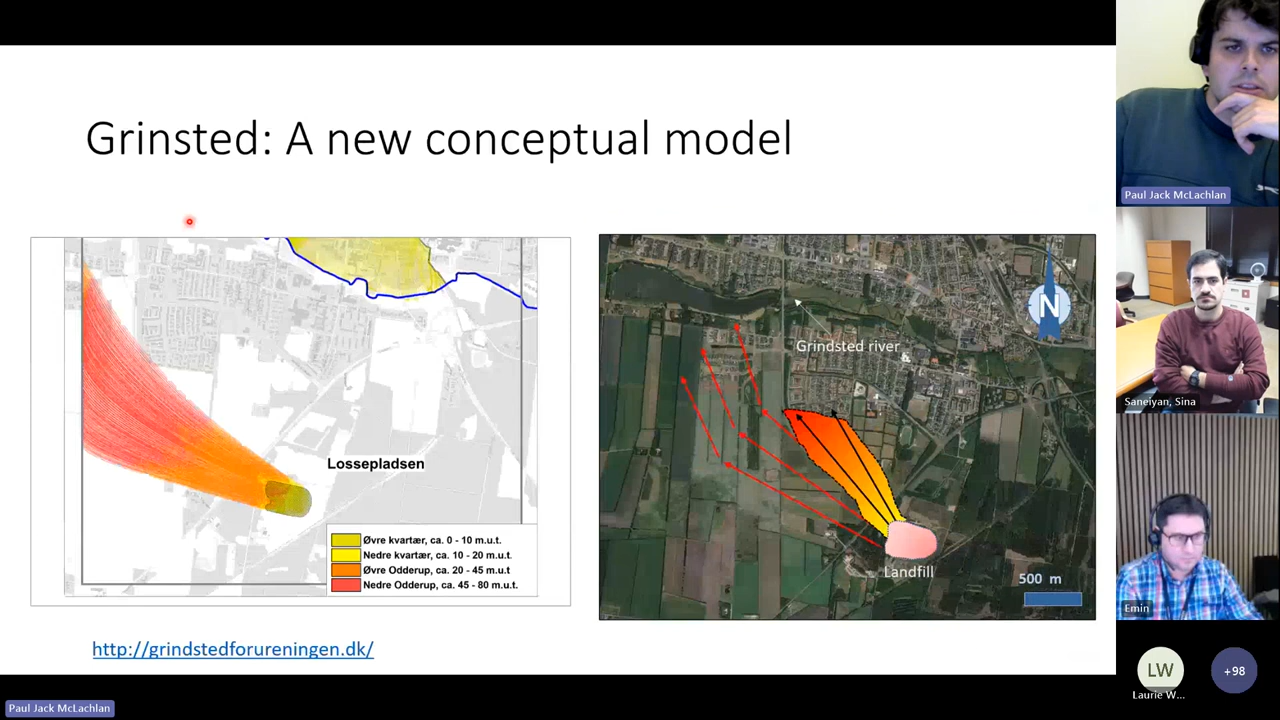 Grinsted: A new conceptual model
Lossepladsen
Øvre kvartær, ca. 0 - 10 m.u.t.
Nedre kvartær, ca. 10 - 20 m.u.t.
Øvre Odderup, ca. 20 - 45 m.u.t
Nedre Odderup, ca. 45 - 80 m.u.t.
N
Grindsted river
Landfill
500 m
http://grindstedforureningen.dk/
Paul Jack McLachlan
Paul Jack McLachlan
Saneiyan, Sina
Emin
LW
Laurie W...
+98